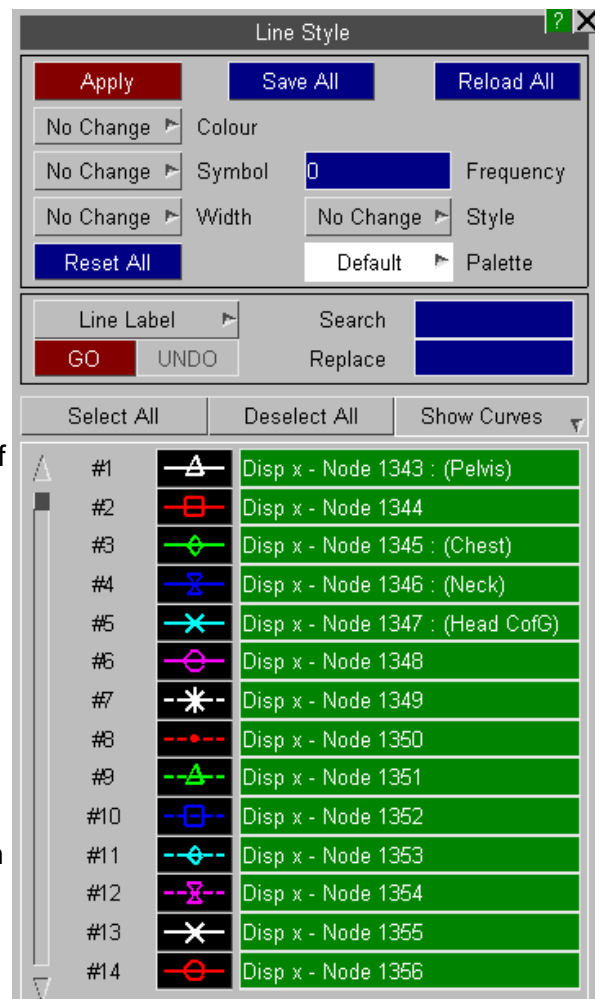 Line Style ? X
Apply Save All Reload All
No Change Colour
No Change Symbol 0 Frequency
No Change Width No Change Style
Reset All Default Palette
Line Label Search
GO UNDO Replace
Select All Deselect All Show Curves
f
#1 Disp x - Node 1343 : (Pelvis)
#2 Disp x - Node 1344
#3 Disp x - Node 1345 : (Chest)
#4 Disp x - Node 1346 : (Neck)
#5 Disp x - Node 1347 : (Head CofG)
#6 Disp x - Node 1348
#7 Disp x - Node 1349
#8 Disp x - Node 1350
#9 Disp x - Node 1351
#10 Disp x - Node 1352
#11 Disp x - Node 1353
#12 Disp x - Node 1354
#13 Disp x - Node 1355
#14 Disp x - Node 1356